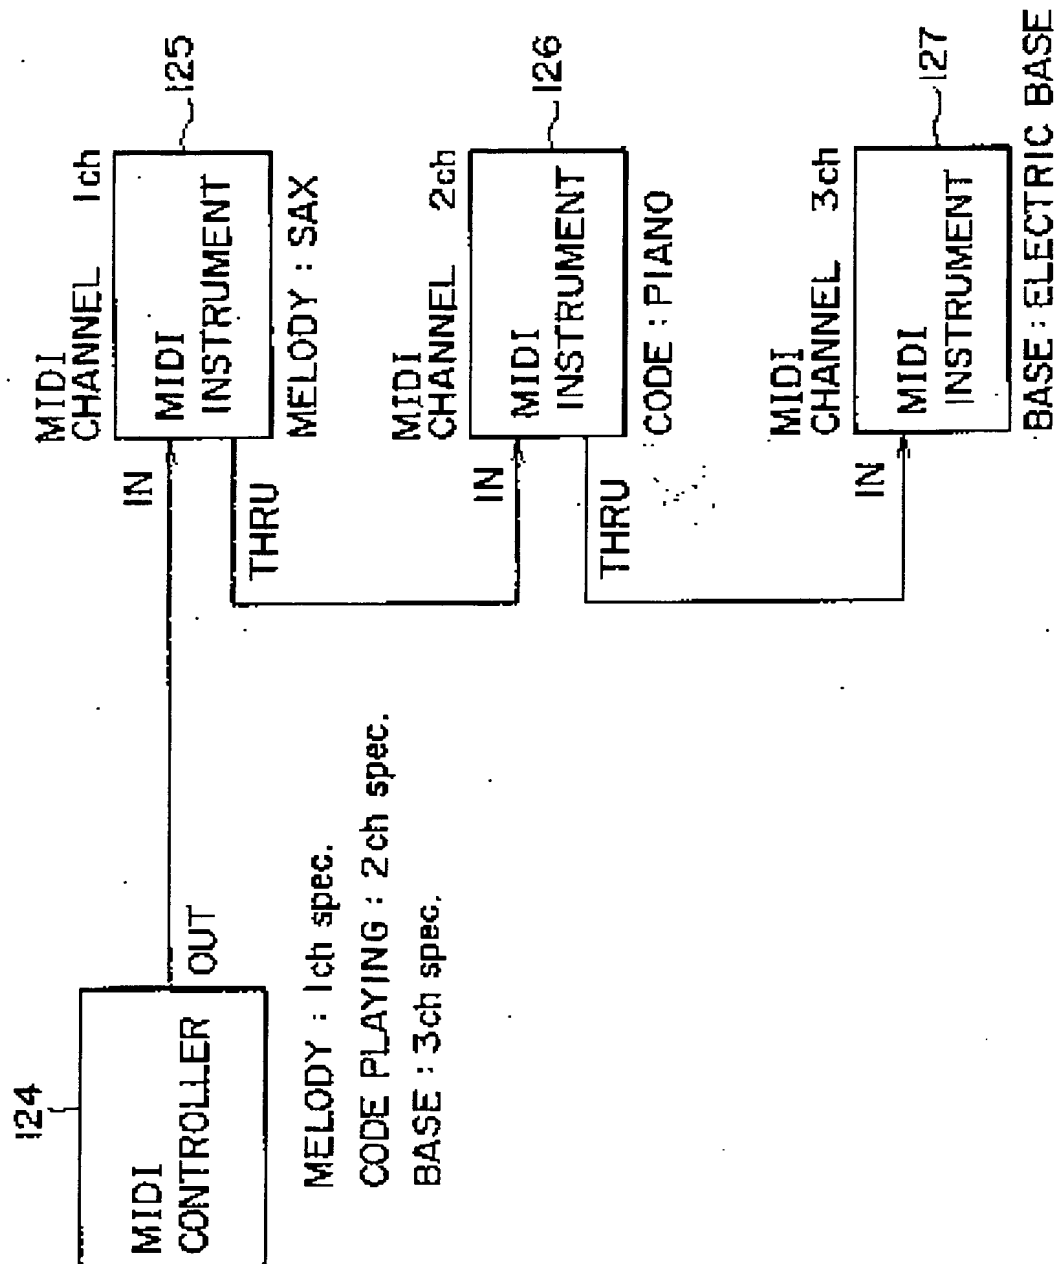 124
MIDI
CONTROLLER
OUT
MELODY : 1ch spec.
CODE PLAYING : 2ch spec.
BASE : 3ch spec.
MIDI
CHANNEL 1ch
IN
MIDI
INSTRUMENT
125
THRU
MELODY : SAX
MIDI
CHANNEL 2ch
IN
MIDI
INSTRUMENT
126
THRU
CODE : PIANO
MIDI
CHANNEL 3ch
IN
MIDI
INSTRUMENT
127
BASE : ELECTRIC BASE